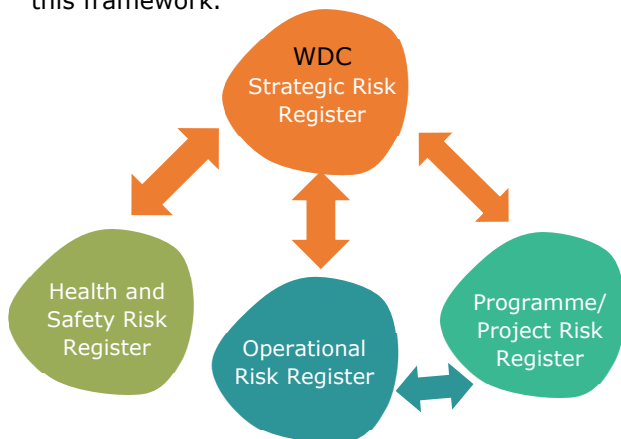 this framework.
WDC
Strategic Risk
Register
Health and
Safety Risk
Register
Operational
Risk Register
Programme/
Project Risk
Register